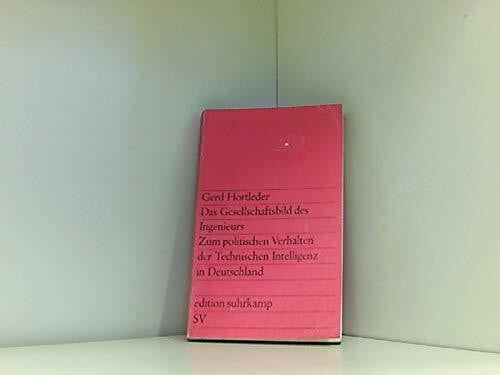 Gerd Hortleder
Das Gesellschaftsbild des
Ingenieurs
Zum politischen Verhalten
der Technischen Intelligenz
in Deutschland
edition suhrkamp
SV